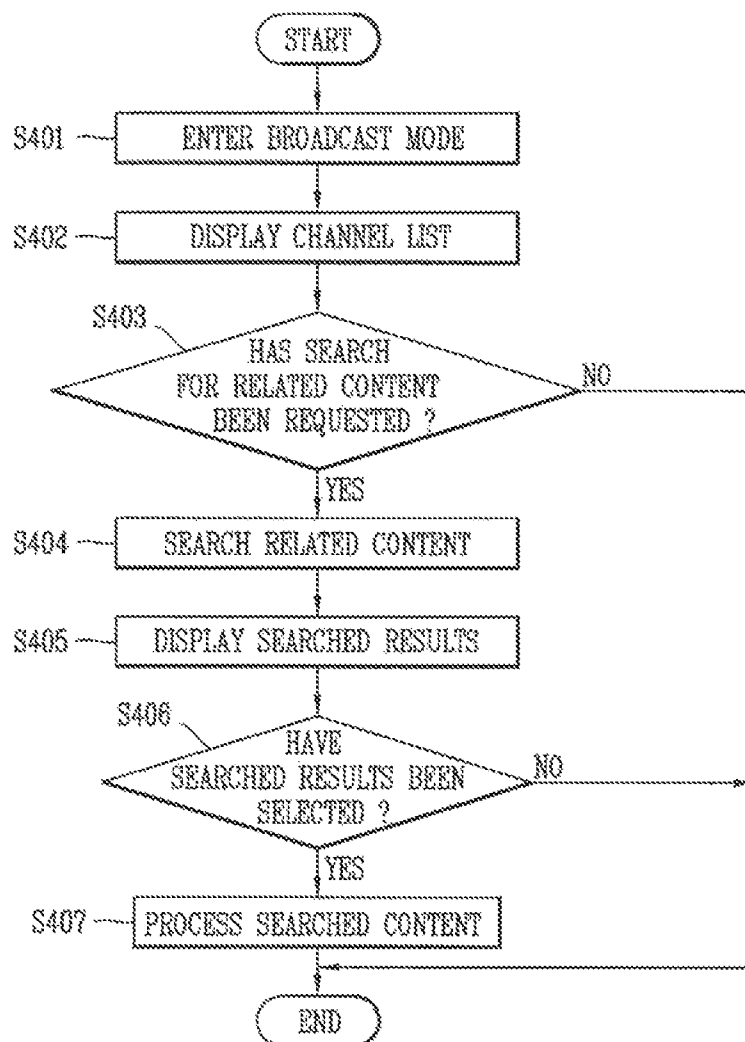 START
S401
ENTER BROADCAST MODE
S402
DISPLAY CHANNEL LIST
S403
HAS SEARCH
FOR RELATED CONTENT
BEEN REQUESTED ?
NO
YES
S404
SEARCH RELATED CONTENT
S405
DISPLAY SEARCHED RESULTS
S406
HAVE
SEARCHED RESULTS BEEN
SELECTED ?
NO
YES
S407
PROCESS SEARCHED CONTENT
END